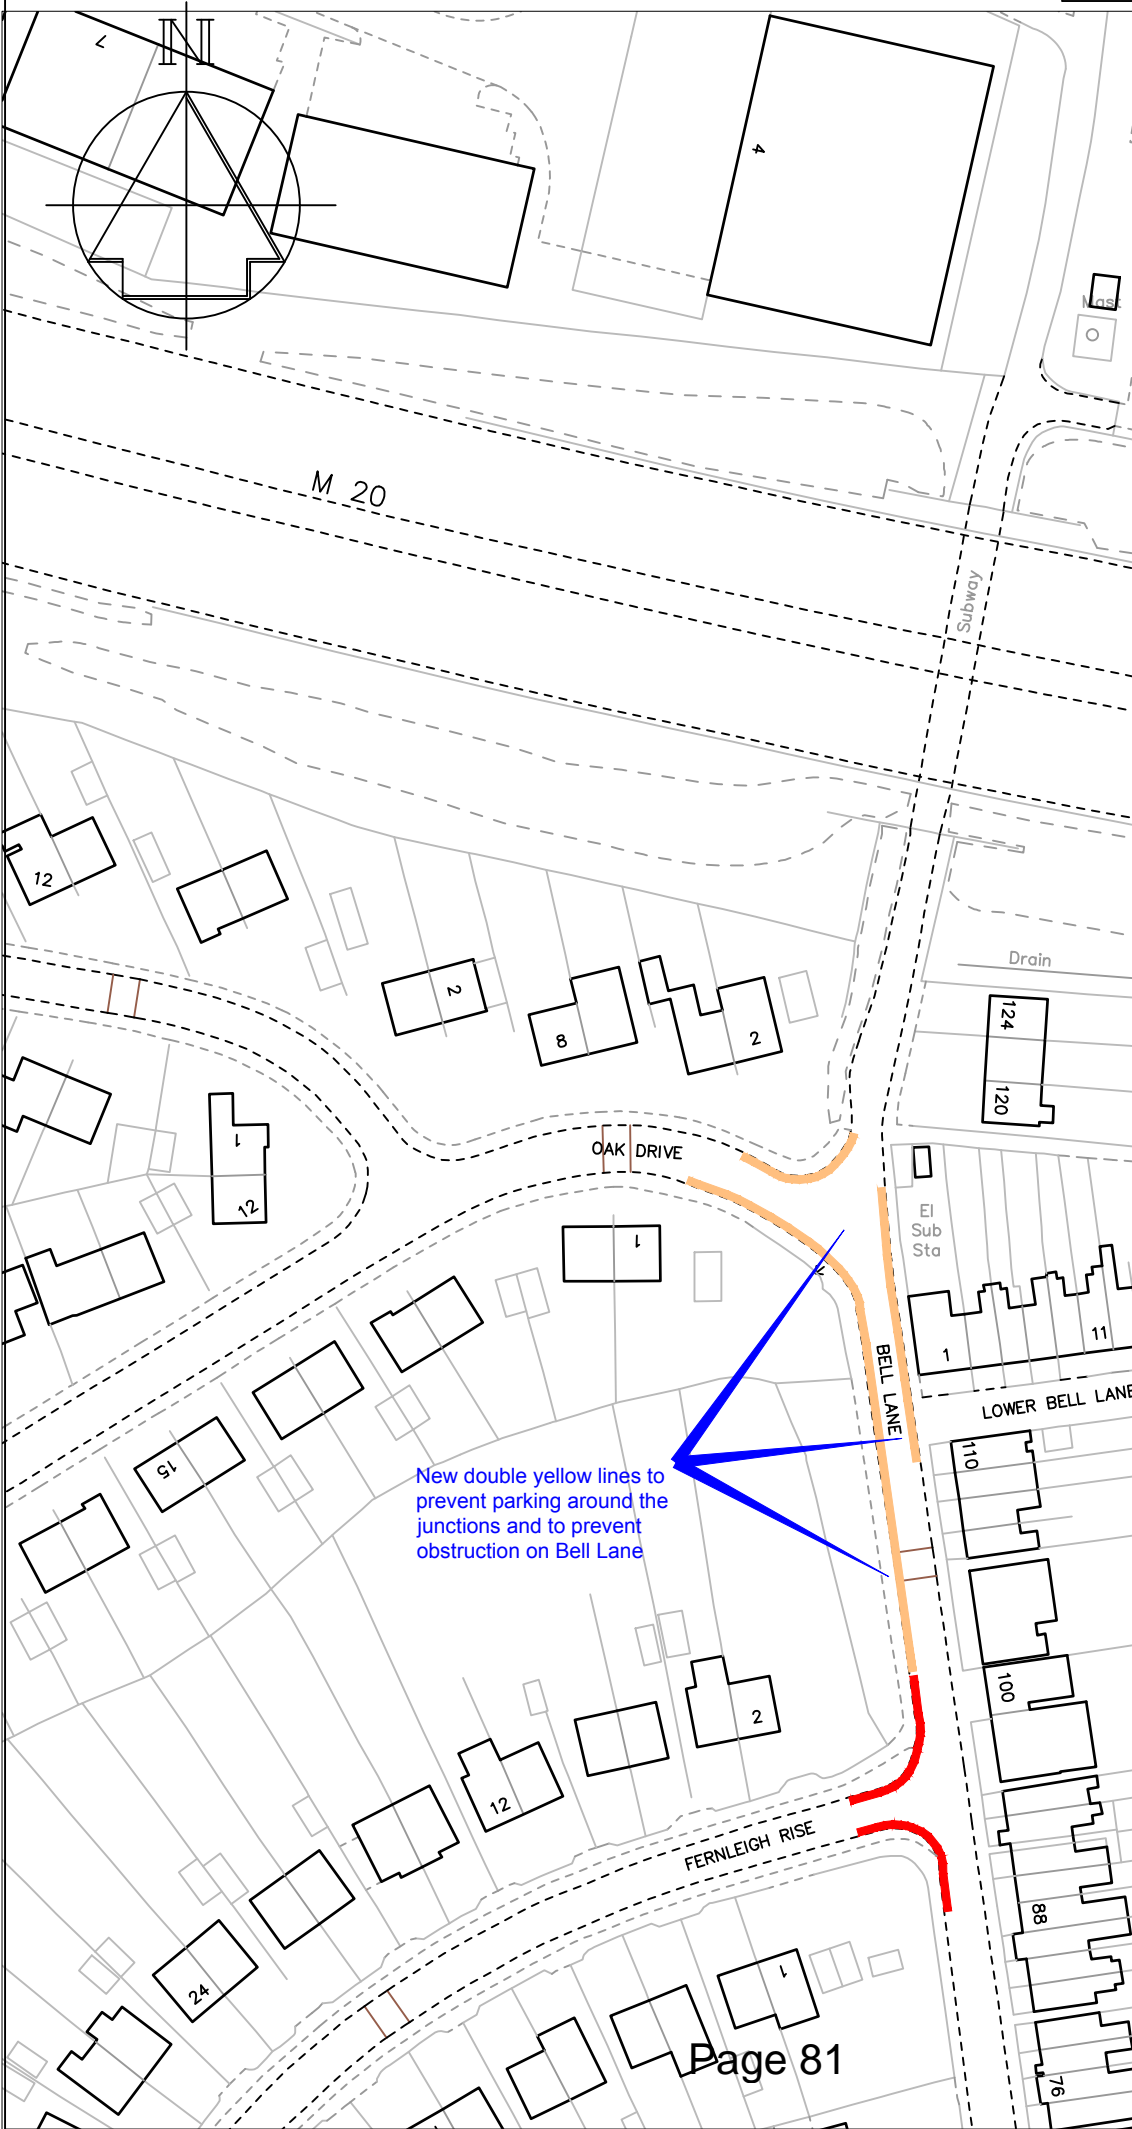 7
N
4
Mast
M 20
Subway
12
Drain
2
8
2
124
120
1
12
OAK DRIVE
El
Sub
Sta
1
1
11
BELL LANE
LOWER BELL LANE
110
15
New double yellow lines to
prevent parking around the
junctions and to prevent
obstruction on Bell Lane
100
2
12
FERNLEIGH RISE
88
24
1
Page 81
76